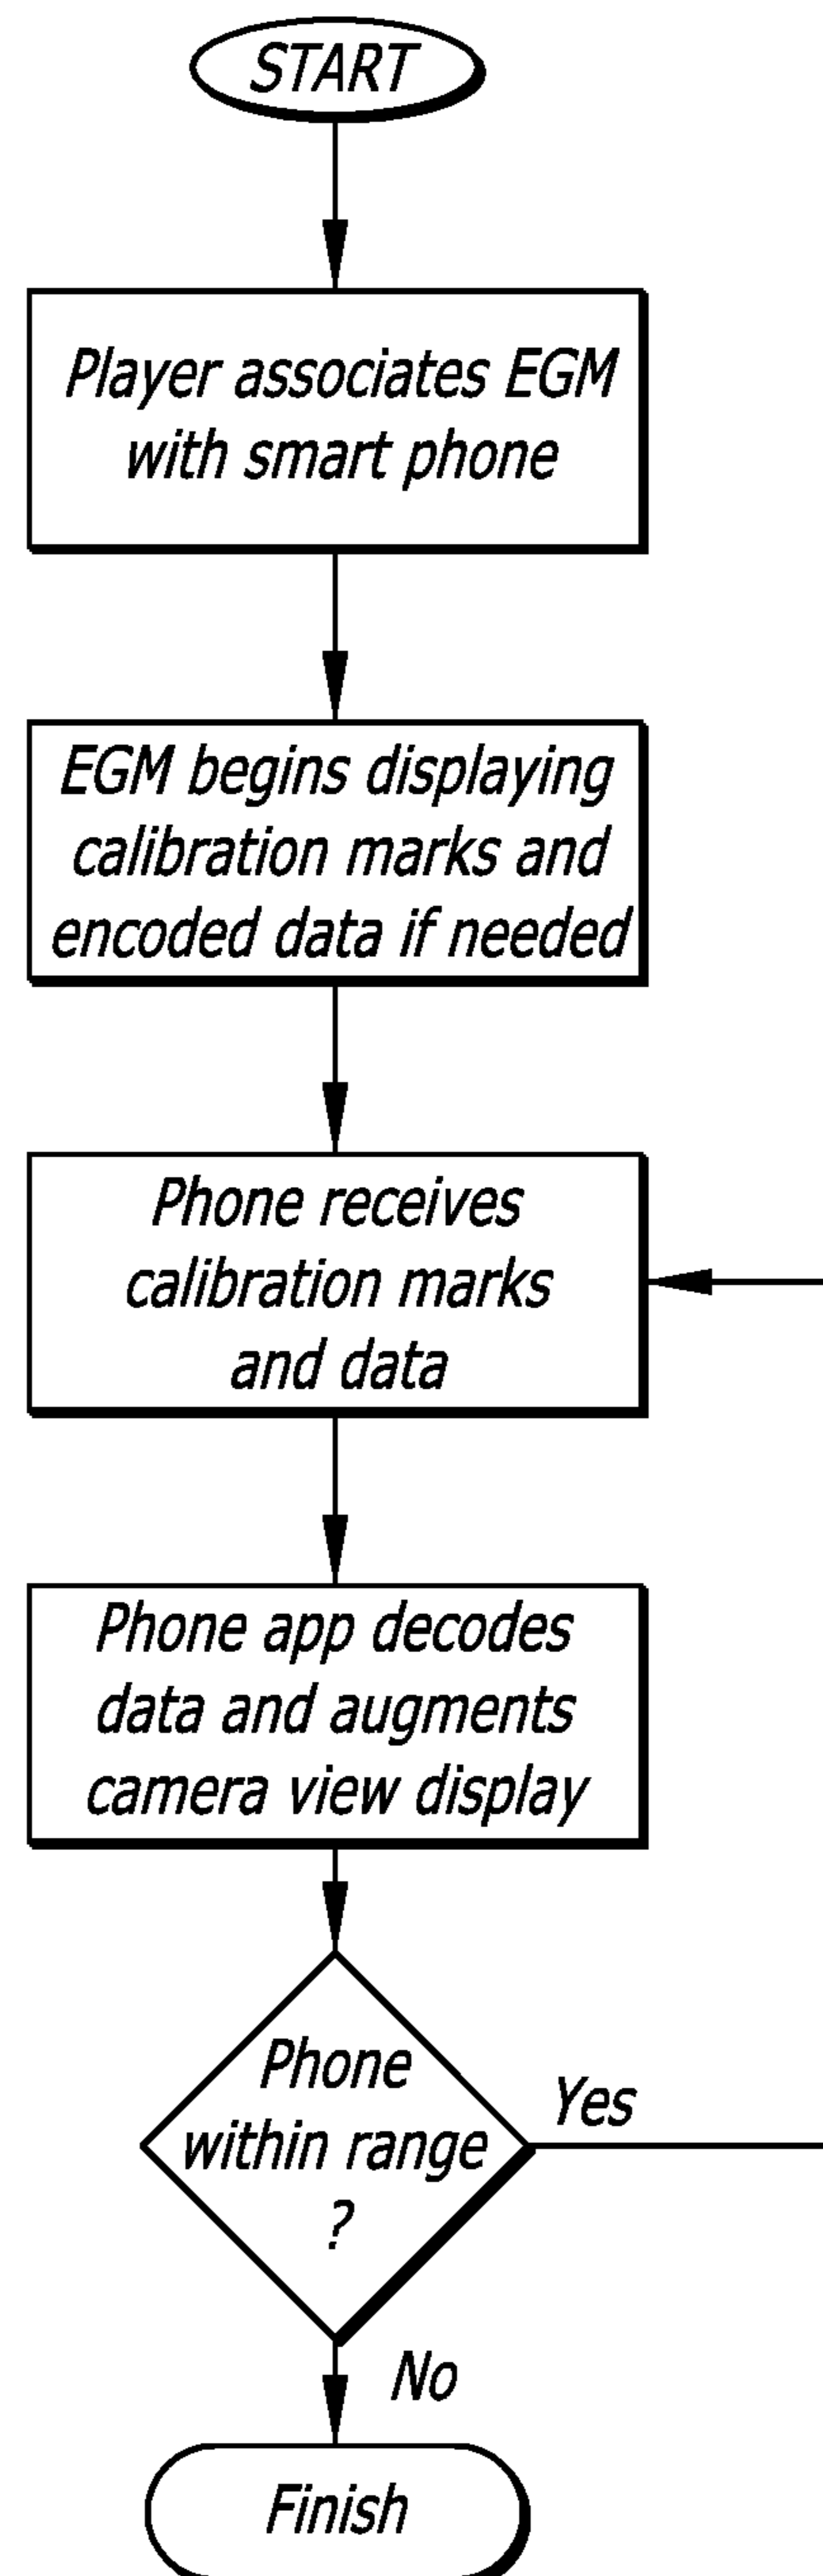 START
Player associates EGM
with smart phone
EGM begins displaying
calibration marks and
encoded data if needed
Phone receives
calibration marks
and data
Phone app decodes
data and augments
camera view display
Phone
within range
?
Yes
No
Finish